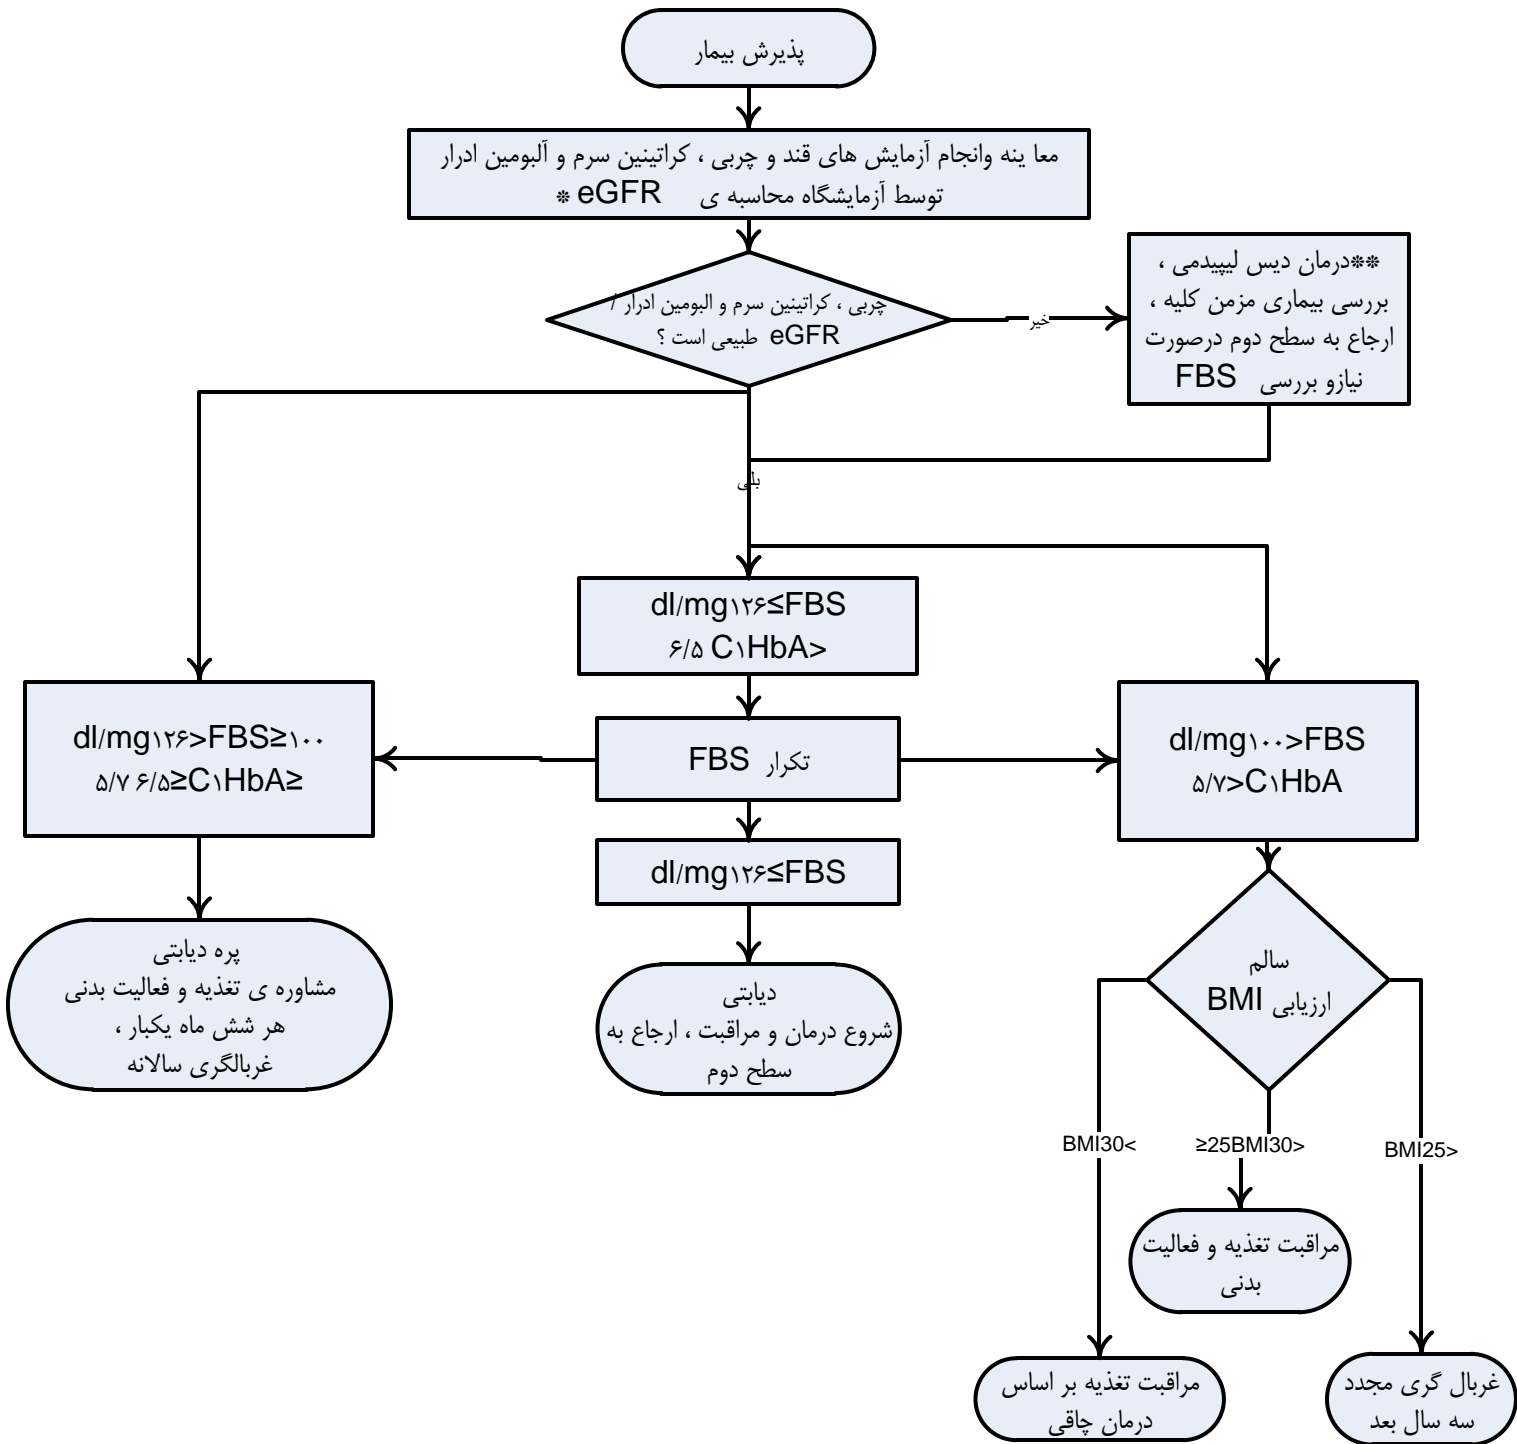 پذیرش بیمار
معا ینه وانجام آزمایش های قند و چربی ، کراتینین سرم و آلبومین ادرار
توسط آزمایشگاه محاسبه ی eGFR *
چربی ، کراتینین سرم و البومین ادرار /
eGFR طبیعی است ؟
خیر
**درمان دیس لیپیدمی ،
بررسی بیماری مزمن کلیه ،
ارجاع به سطح دوم درصورت
نیازو بررسی FBS
بلی
dl/mg۱۲۶≤FBS
۶/۵ C۱HbA>
dl/mg۱۲۶>FBS≥۱۰۰
۵/۷ ۶/۵≥C۱HbA≥
تکرار FBS
dl/mg۱۰۰>FBS
۵/۷>C۱HbA
dl/mg۱۲۶≤FBS
پره دیابتی
مشاوره ی تغذیه و فعالیت بدنی
هر شش ماه یکبار ،
غربالگری سالانه
دیابتی
شروع درمان و مراقبت ، ارجاع به
سطح دوم
سالم
ارزیابی BMI
BMI30<
≥25BMI30>
BMI25>
مراقبت تغذیه و فعالیت
بدنی
مراقبت تغذیه بر اساس
درمان چاقی
غربال گری مجدد
سه سال بعد